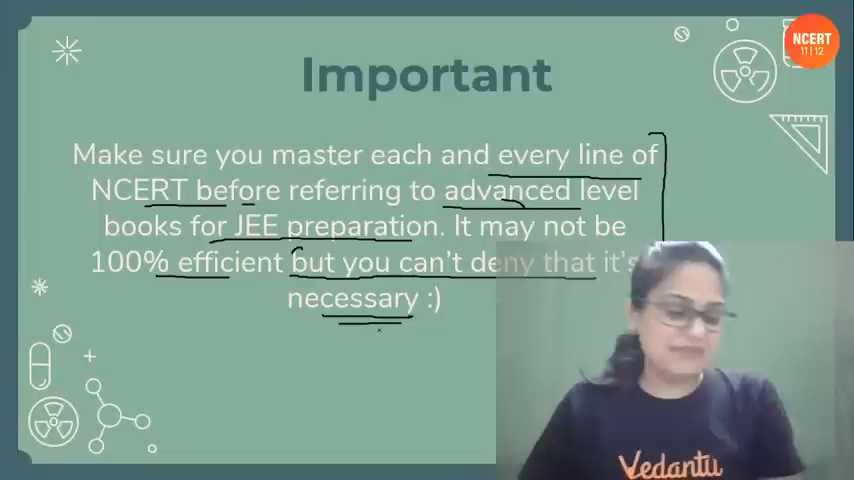 NCERT
11|12
Important
Make sure you master each and every line of
NCERT before referring to advanced level
books for JEE preparation. It may not be
100% efficient but you can't deny that it's
necessary :)
Vedantu